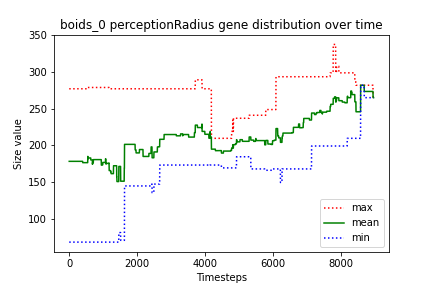 boids_0 perceptionRadius gene distribution over time
Size value
350
300
250
200
150
100
0
2000
4000
6000
8000
Timesteps
max
mean
min